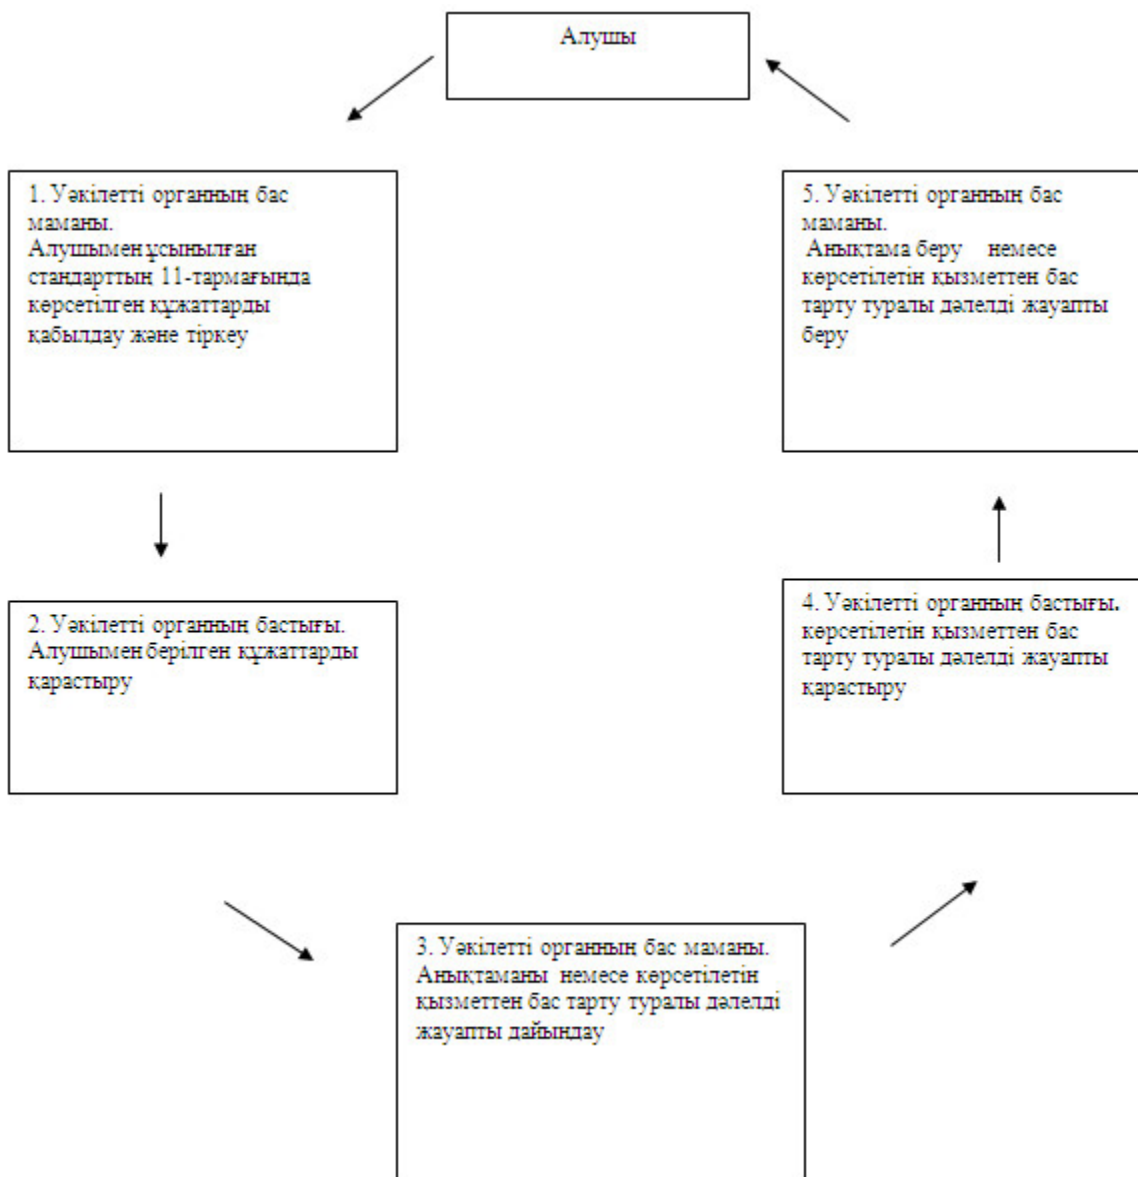 Алушы
1. Уәкілетті органның бас
маманы.
Алушымен ұсынылған
стандарттың 11-тармағында
көрсетілген құжаттарды
қабылдау және тіркеу
2. Уәкілетті органның бастығы.
Алушымен берілген құжаттарды
қарастыру
3. Уәкілетті органның бас маманы.
Анықтаманы немесе көрсетілетін
қызметтен бас тарту туралы дәлелді
жауапты дайындау
4. Уәкілетті органның бастығы.
көрсетілетін қызметтен бас
тарту туралы дәлелді жауапты
қарастыру
5. Уәкілетті органның бас
маманы.
Анықтама беру немесе
көрсетілетін қызметтен бас
тарту туралы дәлелді жауапты
беру